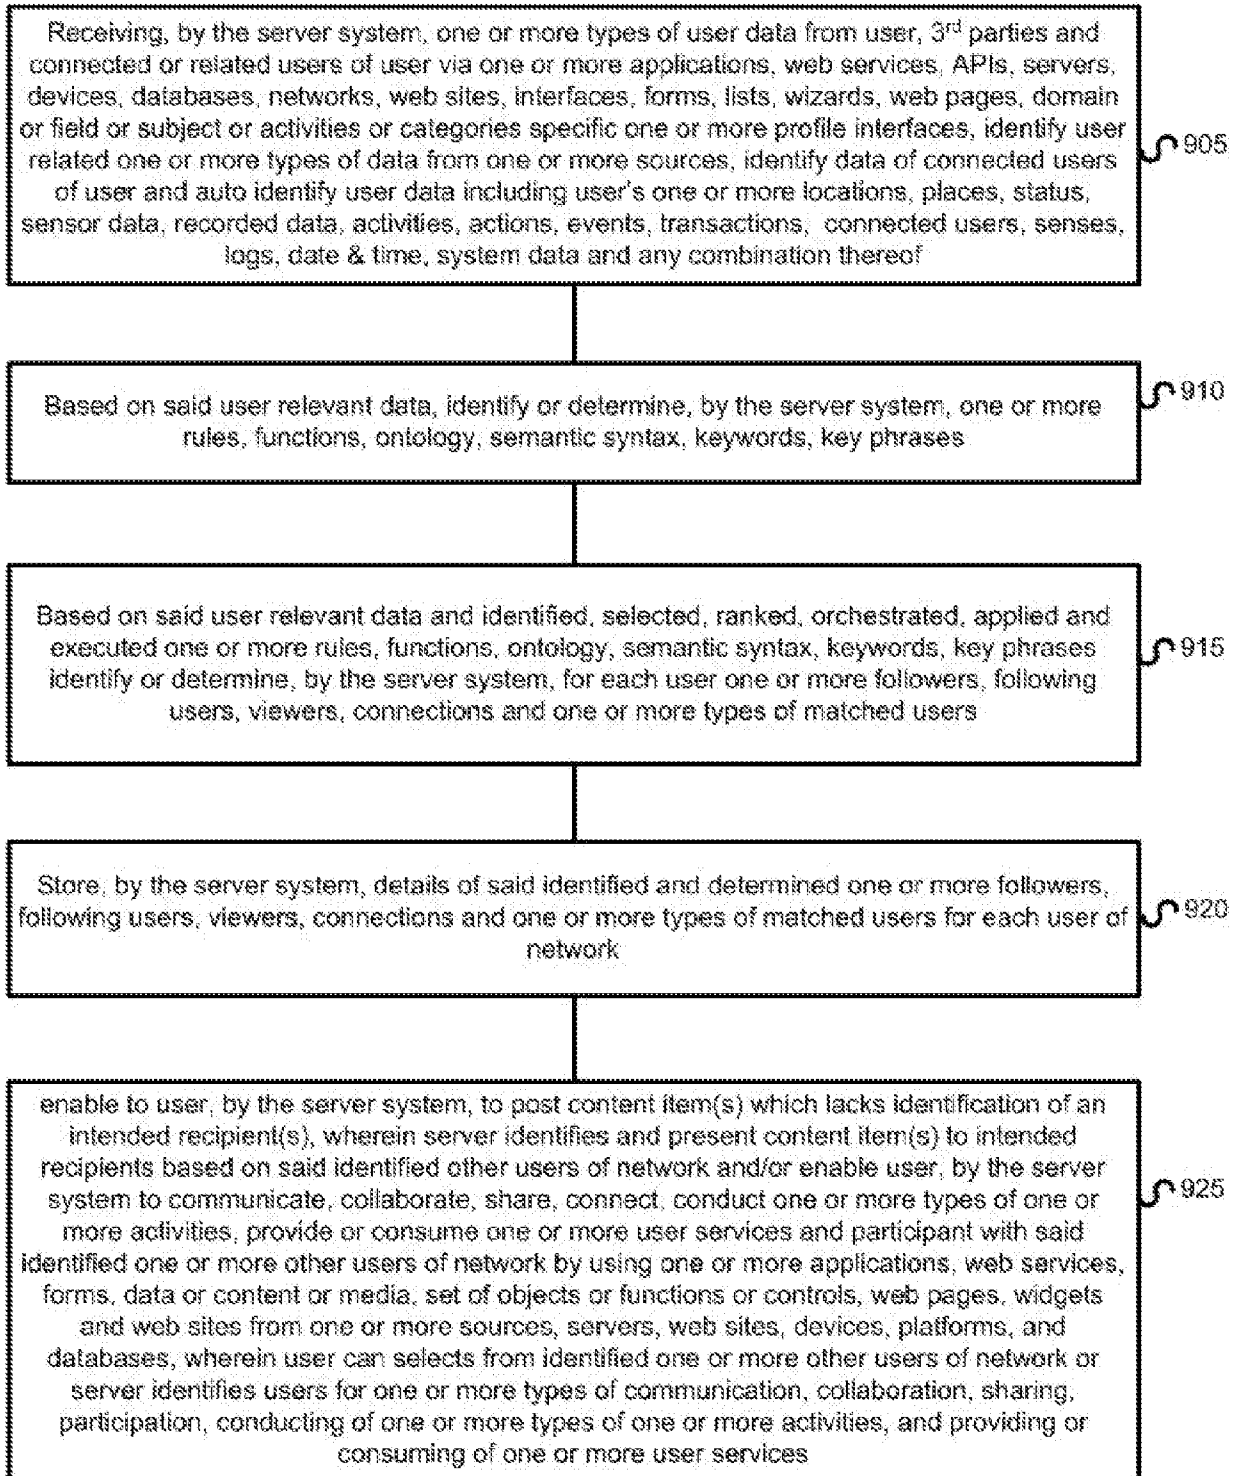 Receiving, by the server system, one or more types of user data from user, 3rd parties and
connected or related users of user via one or more applications, web services, APIs, servers,
devices, databases, networks, web sites, interfaces, forms, lists, wizards, web pages, domain
or field or subject or activities or categories specific one or more profile interfaces, identify user
related one or more types of data from one or more sources, identify data of connected users
of user and auto identify user data including user's one or more locations, places, status,
sensor data, recorded data, activities, actions, events, transactions, connected users, senses,
logs, date & time, system data and any combination thereof
905
Based on said user relevant data, identify or determine, by the server system, one or more
rules, functions, ontology, semantic syntax, keywords, key phrases
910
Based on said user relevant data and identified, selected, ranked, orchestrated, applied and
executed one or more rules, functions, ontology, semantic syntax, keywords, key phrases
identify or determine, by the server system, for each user one or more followers, following
users, viewers, connections and one or more types of matched users
915
Store, by the server system, details of said identified and determined one or more followers,
following users, viewers, connections and one or more types of matched users for each user of
network
920
enable to user, by the server system, to post content item(s) which lacks identification of an
intended recipient(s), wherein server identifies and present content item(s) to intended
recipients based on said identified other users of network and/or enable user, by the server
system to communicate, collaborate, share, connect, conduct one or more types of one or
more activities, provide or consume one or more user services and participant with said
identified one or more other users of network by using one or more applications, web services,
forms, data or content or media, set of objects or functions or controls, web pages, widgets
and web sites from one or more sources, servers, web sites, devices, platforms, and
databases, wherein user can selects from identified one or more other users of network or
server identifies users for one or more types of communication, collaboration, sharing,
participation, conducting of one or more types of one or more activities, and providing or
consuming of one or more user services
925